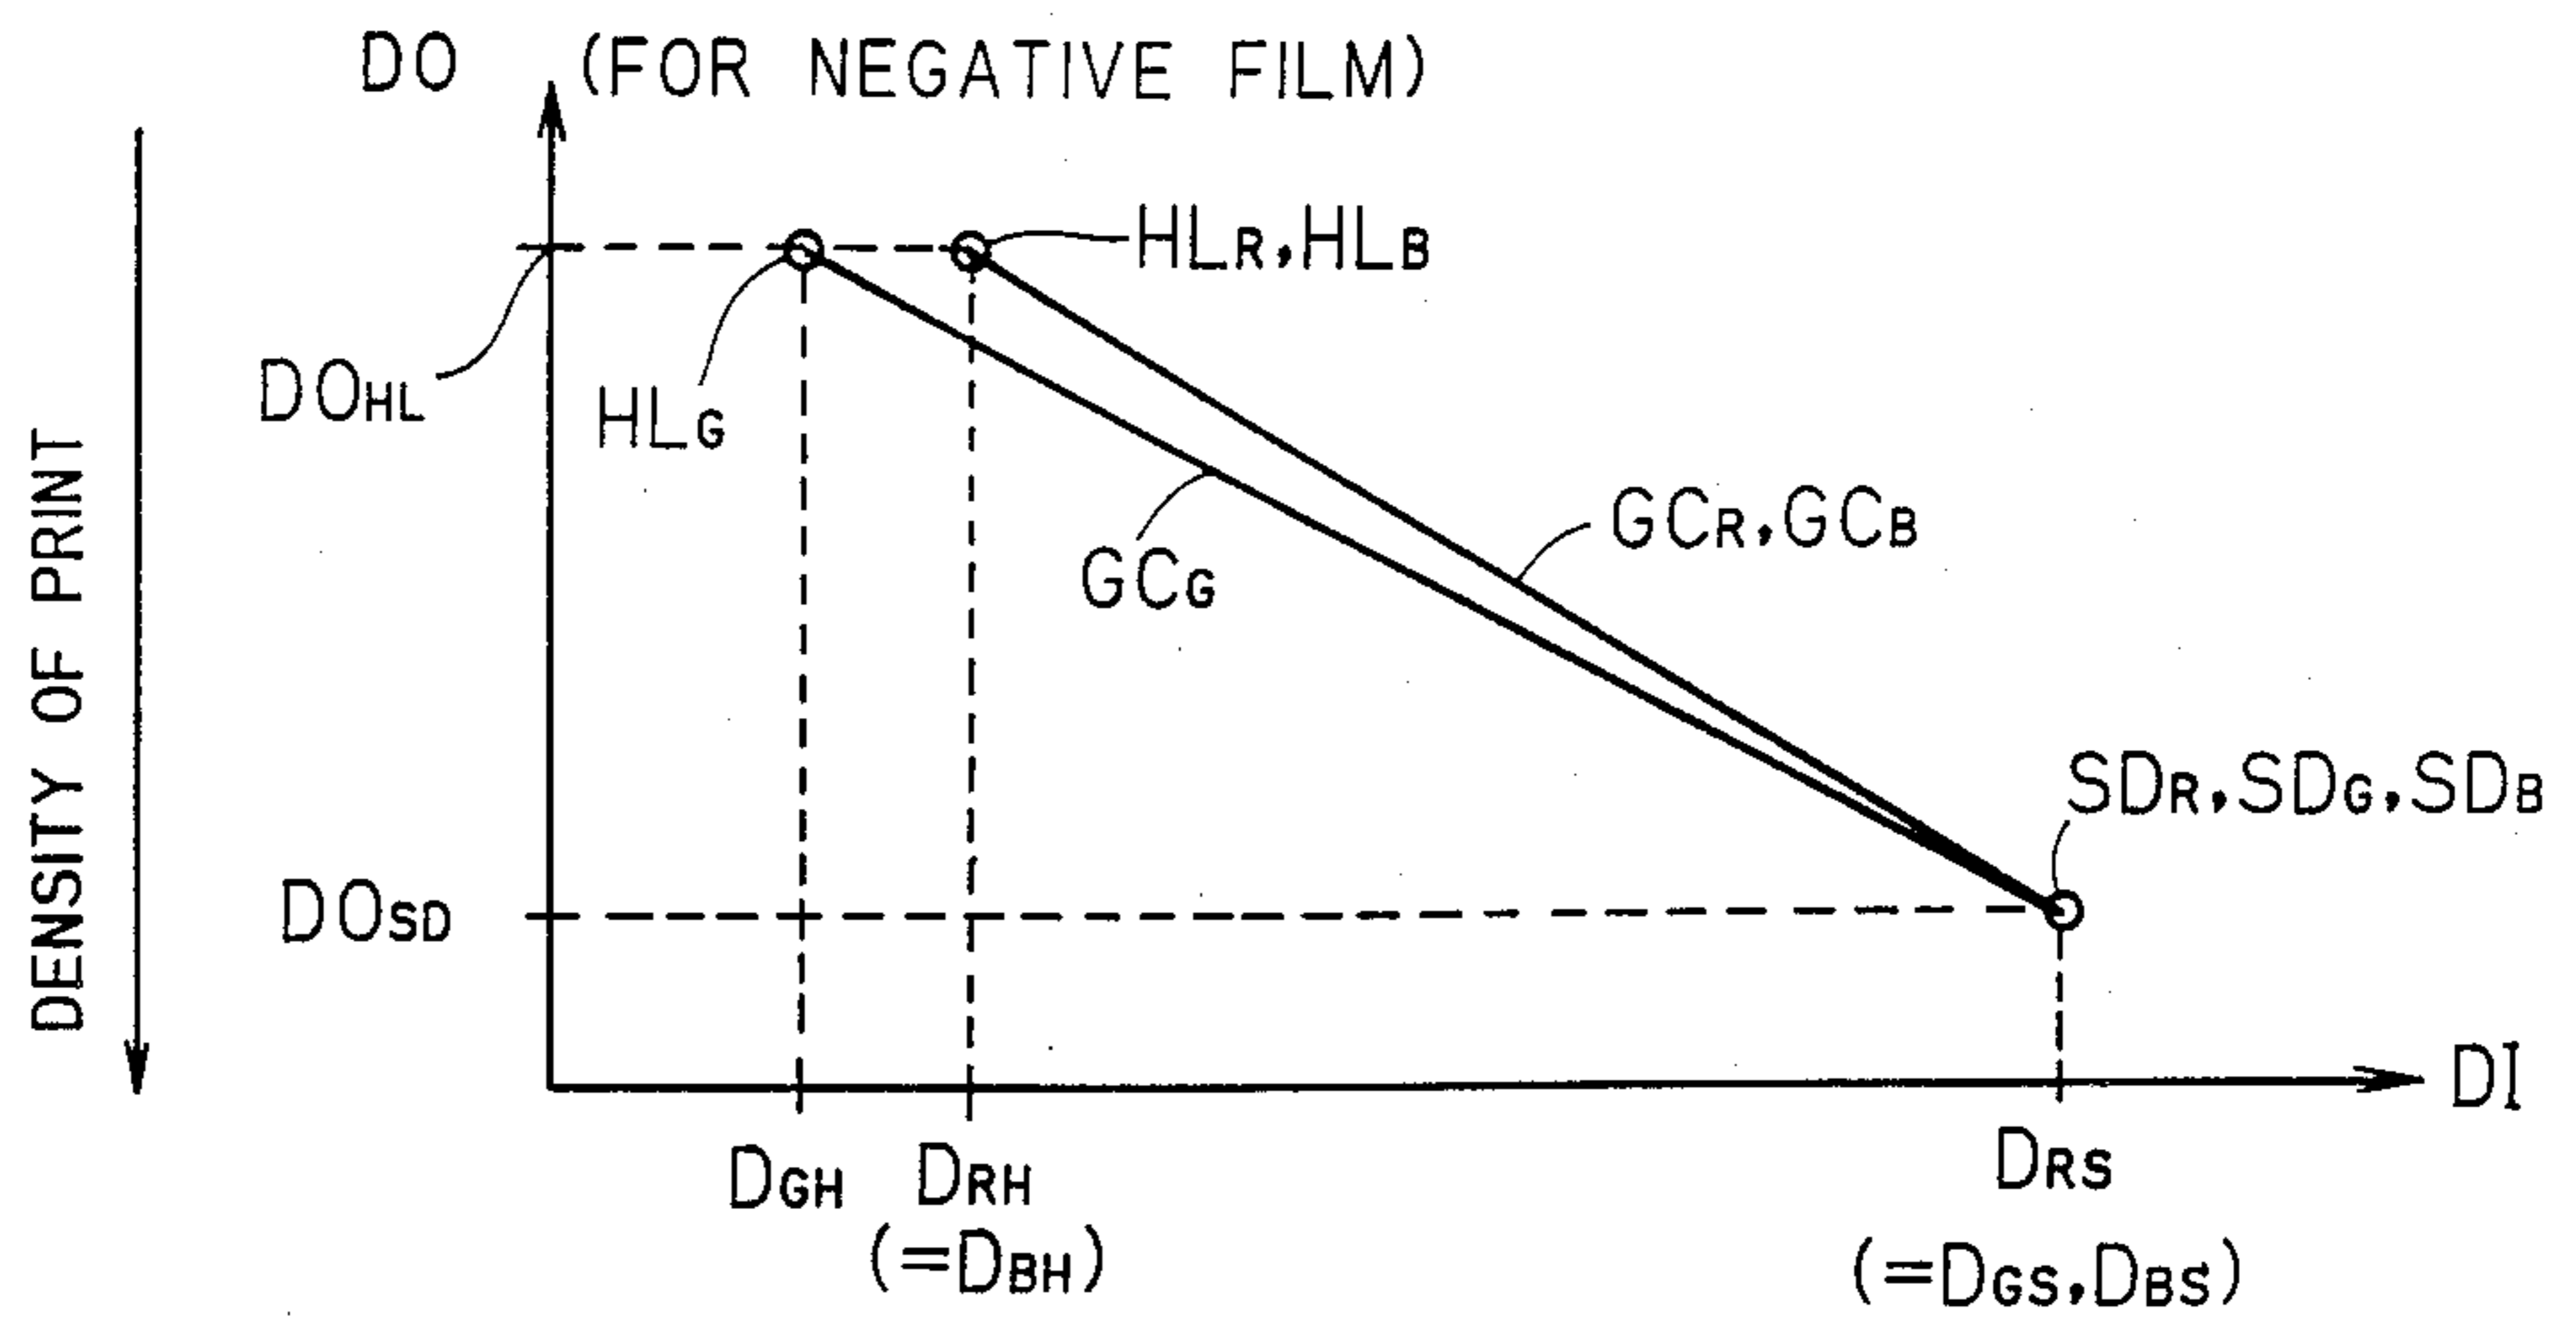 DO (FOR NEGATIVE FILM)
HLR, HLB
DOHL
HLG
GCR, GCB
GCG
DENSITY OF PRINT
SDR, SDG, SDB
DOSD
DI
DGH
DRH
(=DBH)
DRS
(=DGS, DBS)